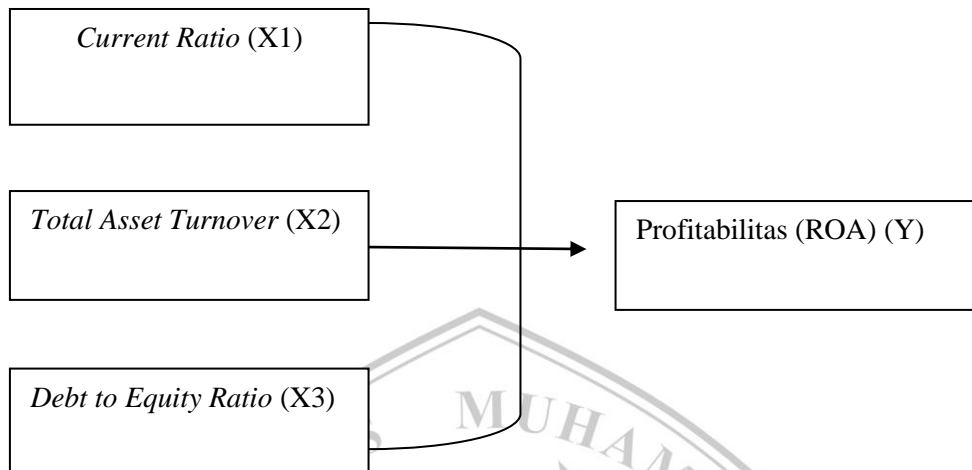 Current Ratio (X1)
Total Asset Turnover (X2)
Profitabilitas (ROA) (Y)
Debt to Equity Ratio (X3)